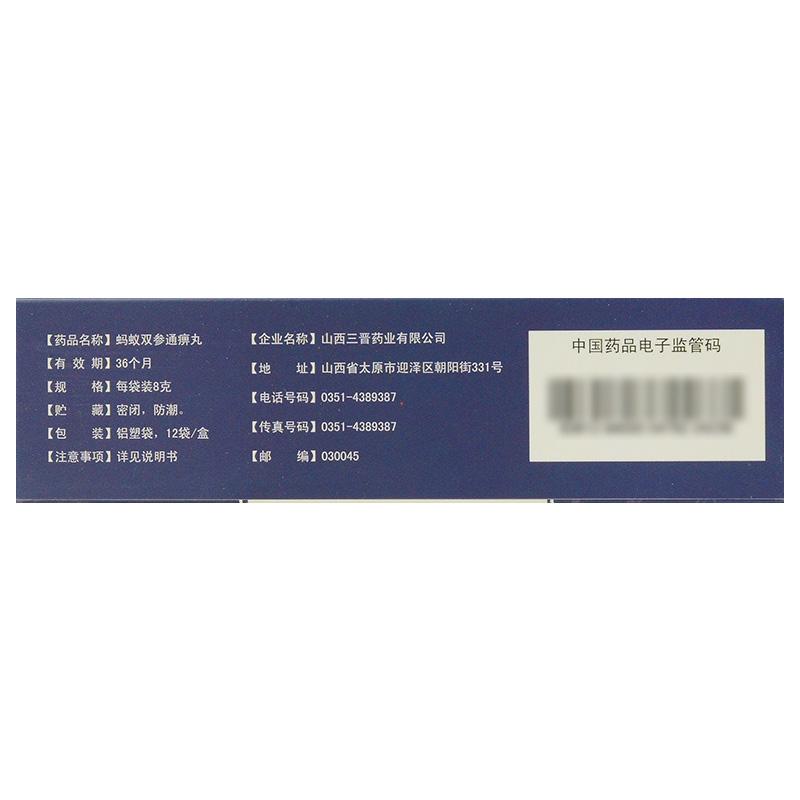 【药品名称】蚂蚁双参通痹丸
【有 效 期】36个月
【规　　格】每袋装8克
【贮　　藏】密闭，防潮。
【包　　装】铝塑袋，12袋/盒
【注意事项】详见说明书
【企业名称】山西三晋药业有限公司
【地　　址】山西省太原市迎泽区朝阳街331号
【电话号码】0351-4389387
【传真号码】0351-4389387
【邮　　编】030045
中国药品电子监管码